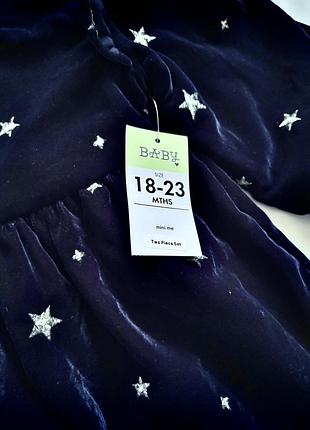 BABY
SIZE
18-23
MTHS
mini me
Two Piece Set